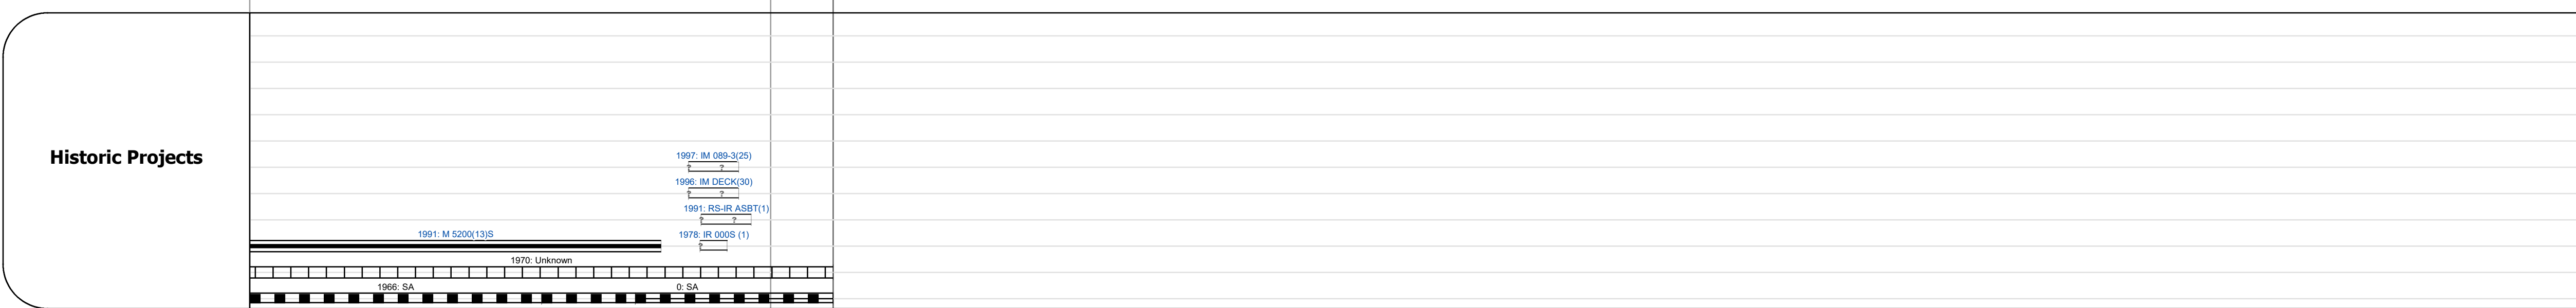 Historic Projects
1997: IM 089-3(25)
? ?
1996: IM DECK(30)
? ?
1991: RS-IR ASBT(1)
? ?
1991: M 5200(13)S
1978: IR 000S (1)
?
1970: Unknown
1966: SA
0: SA